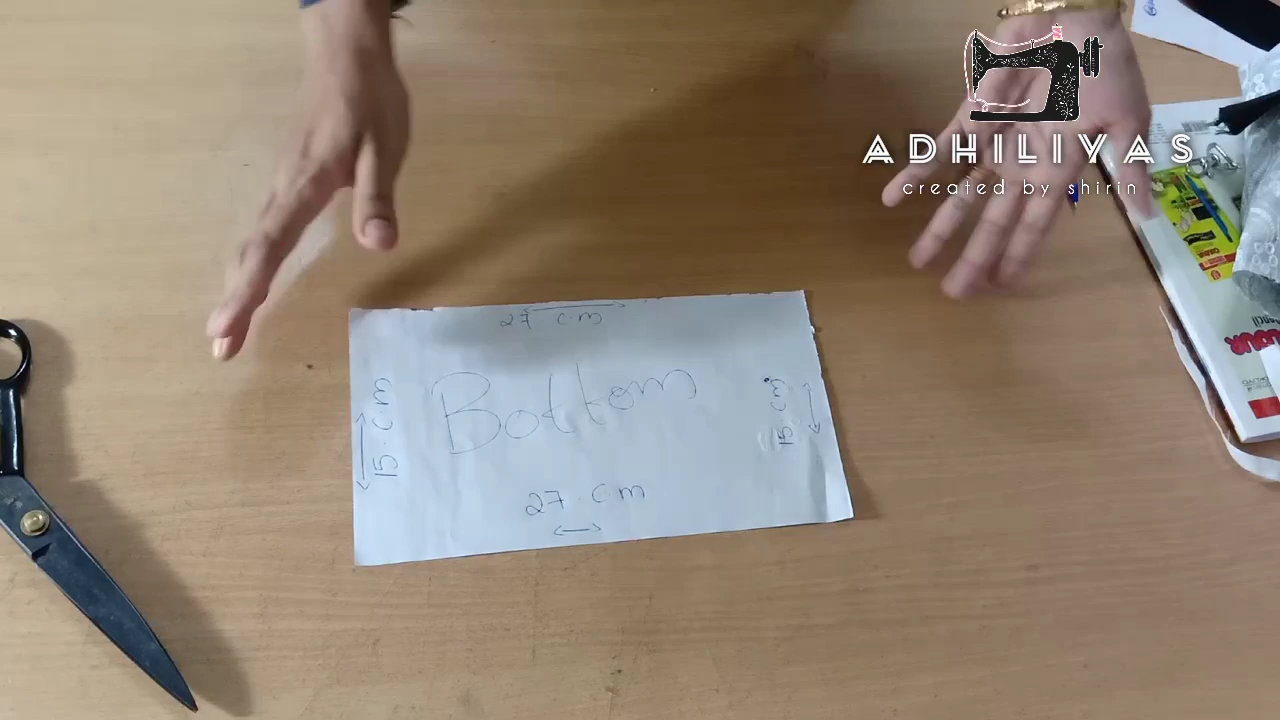 ADHILIYAS
created by shirin
27 cm
15.cm
Bottom
15.cm
27.cm